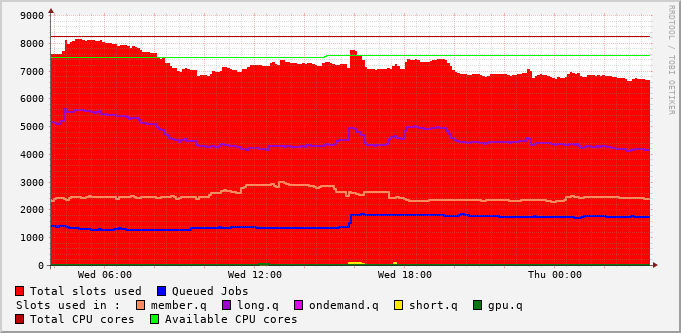 9000
8000
7000
6000
5000
4000
3000
2000
1000
0
Wed 06:00 Wed 12:00 Wed 18:00 Thu 00:00
Total slots used Queued Jobs
Slots used in : member.q long.q ondemand.q short.q gpu.q
Total CPU cores Available CPU cores
RRDTOOL / TOBI OETIKER